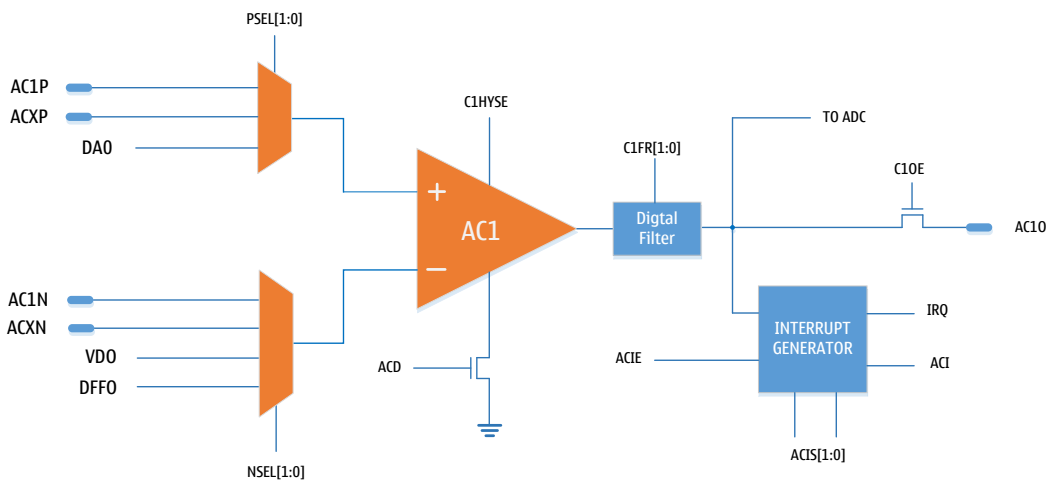 PSEL[1:0]
AC1P
ACXP
DAO
C1HYSE
TO ADC
C1FR[1:0]
C1OE
+
AC1
−
Digtal
Filter
AC1O
AC1N
ACXN
VDO
DFFO
ACD
ACIE
INTERRUPT
GENERATOR
IRQ
ACI
ACIS[1:0]
NSEL[1:0]